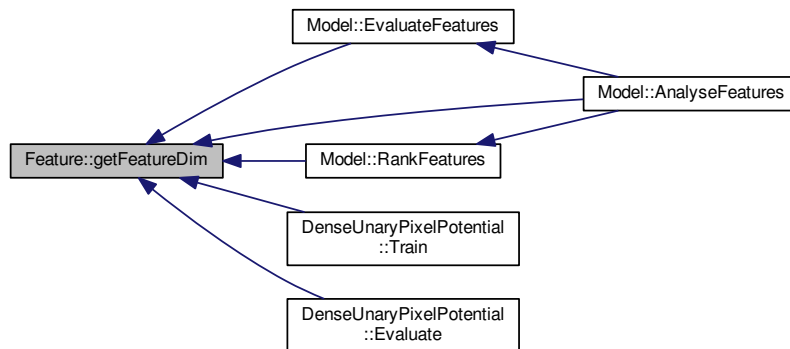 Model::EvaluateFeatures
Model::AnalyseFeatures
Feature::getFeatureDim
Model::RankFeatures
DenseUnaryPixelPotential
::Train
DenseUnaryPixelPotential
::Evaluate